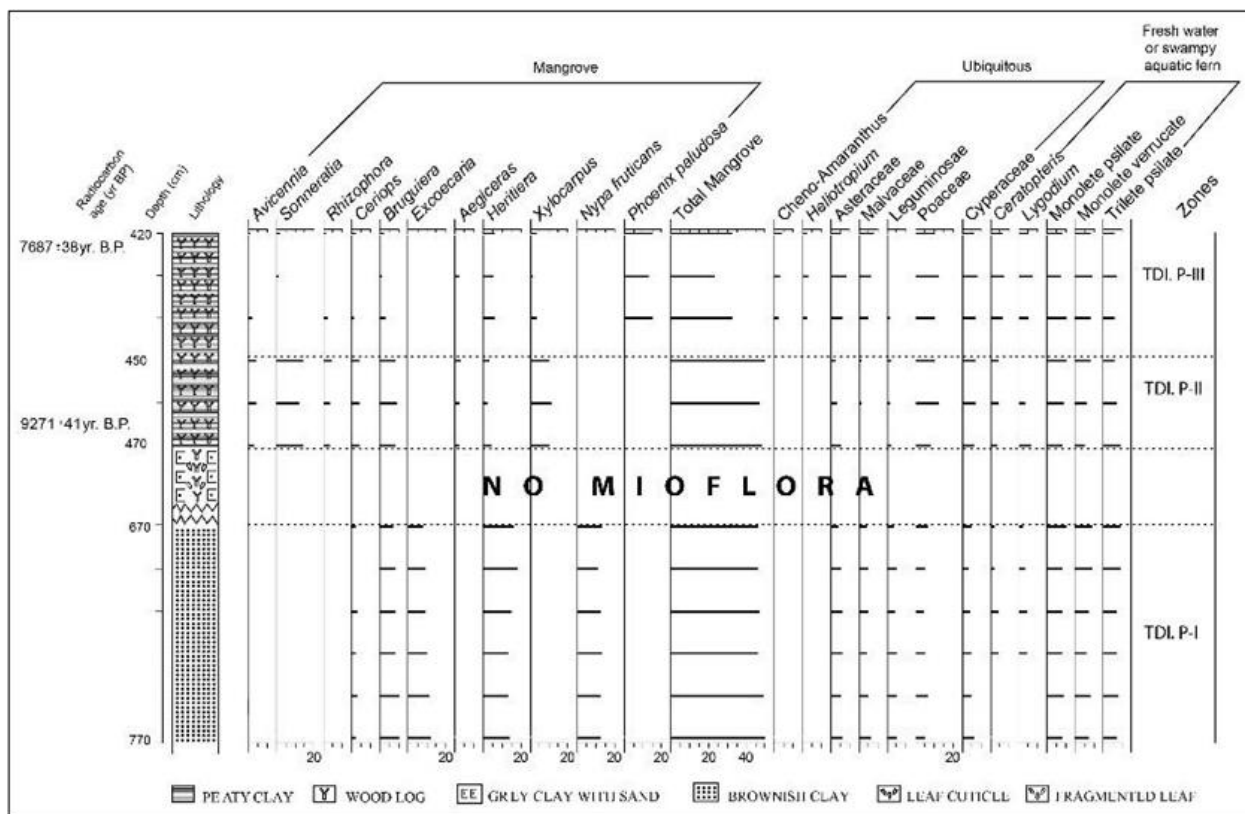 Fresh water
or swampy
aquatic fern
Mangrove
Ubiquitous
Radiocarbon
age (yr BP)
Depth (cm)
Lithology
Avicennia
Sonneratia
Rhizophora
Ceriops
Bruguiera
Excoecaria
Aegiceras
Heritiera
Xylocarpus
Nypa fruticans
Phoenix paludosa
Total Mangrove
Cheno-Amaranthus
Heliotropium
Asteraceae
Malvaceae
Leguminosae
Poaceae
Cyperaceae
Ceratopteris
Lygodium
Monolete psilate
Monolete verrucate
Trilete psilate
Zones
420
7687 ±38yr. B.P.
TDI. P-III
450
TDI. P-II
9271 ±41yr. B.P.
470
NO MIOFLORA
670
TDI. P-I
770
20 20 20 20 20 20 40 20
PEATY CLAY WOOD LOG GREY CLAY WITH SAND BROWNISH CLAY LEAF CUTICLE FRAGMENTED LEAF